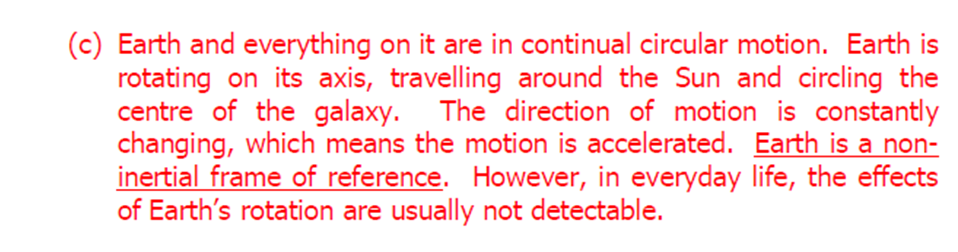 (c) Earth and everything on it are in continual circular motion. Earth is
rotating on its axis, travelling around the Sun and circling the
centre of the galaxy. The direction of motion is constantly
changing, which means the motion is accelerated. Earth is a non-
inertial frame of reference. However, in everyday life, the effects
of Earth's rotation are usually not detectable.